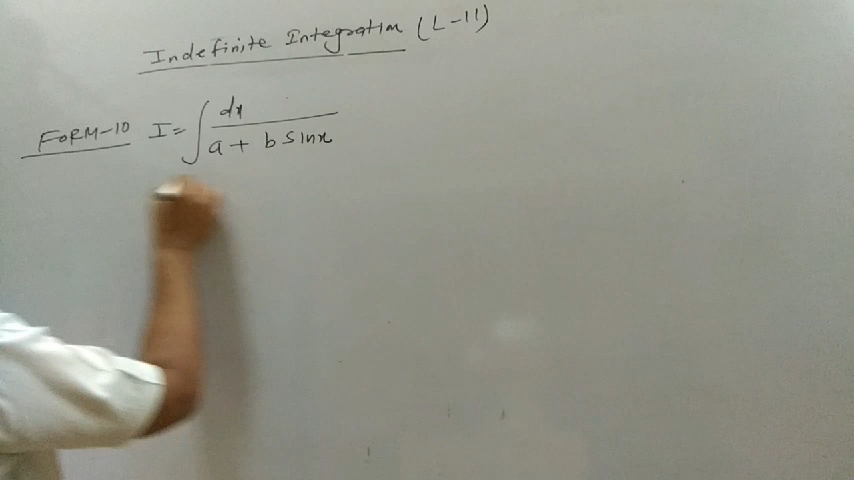 Indefinite Integration (L-11)
FORM-10 I = ∫ dx / a + b sinx